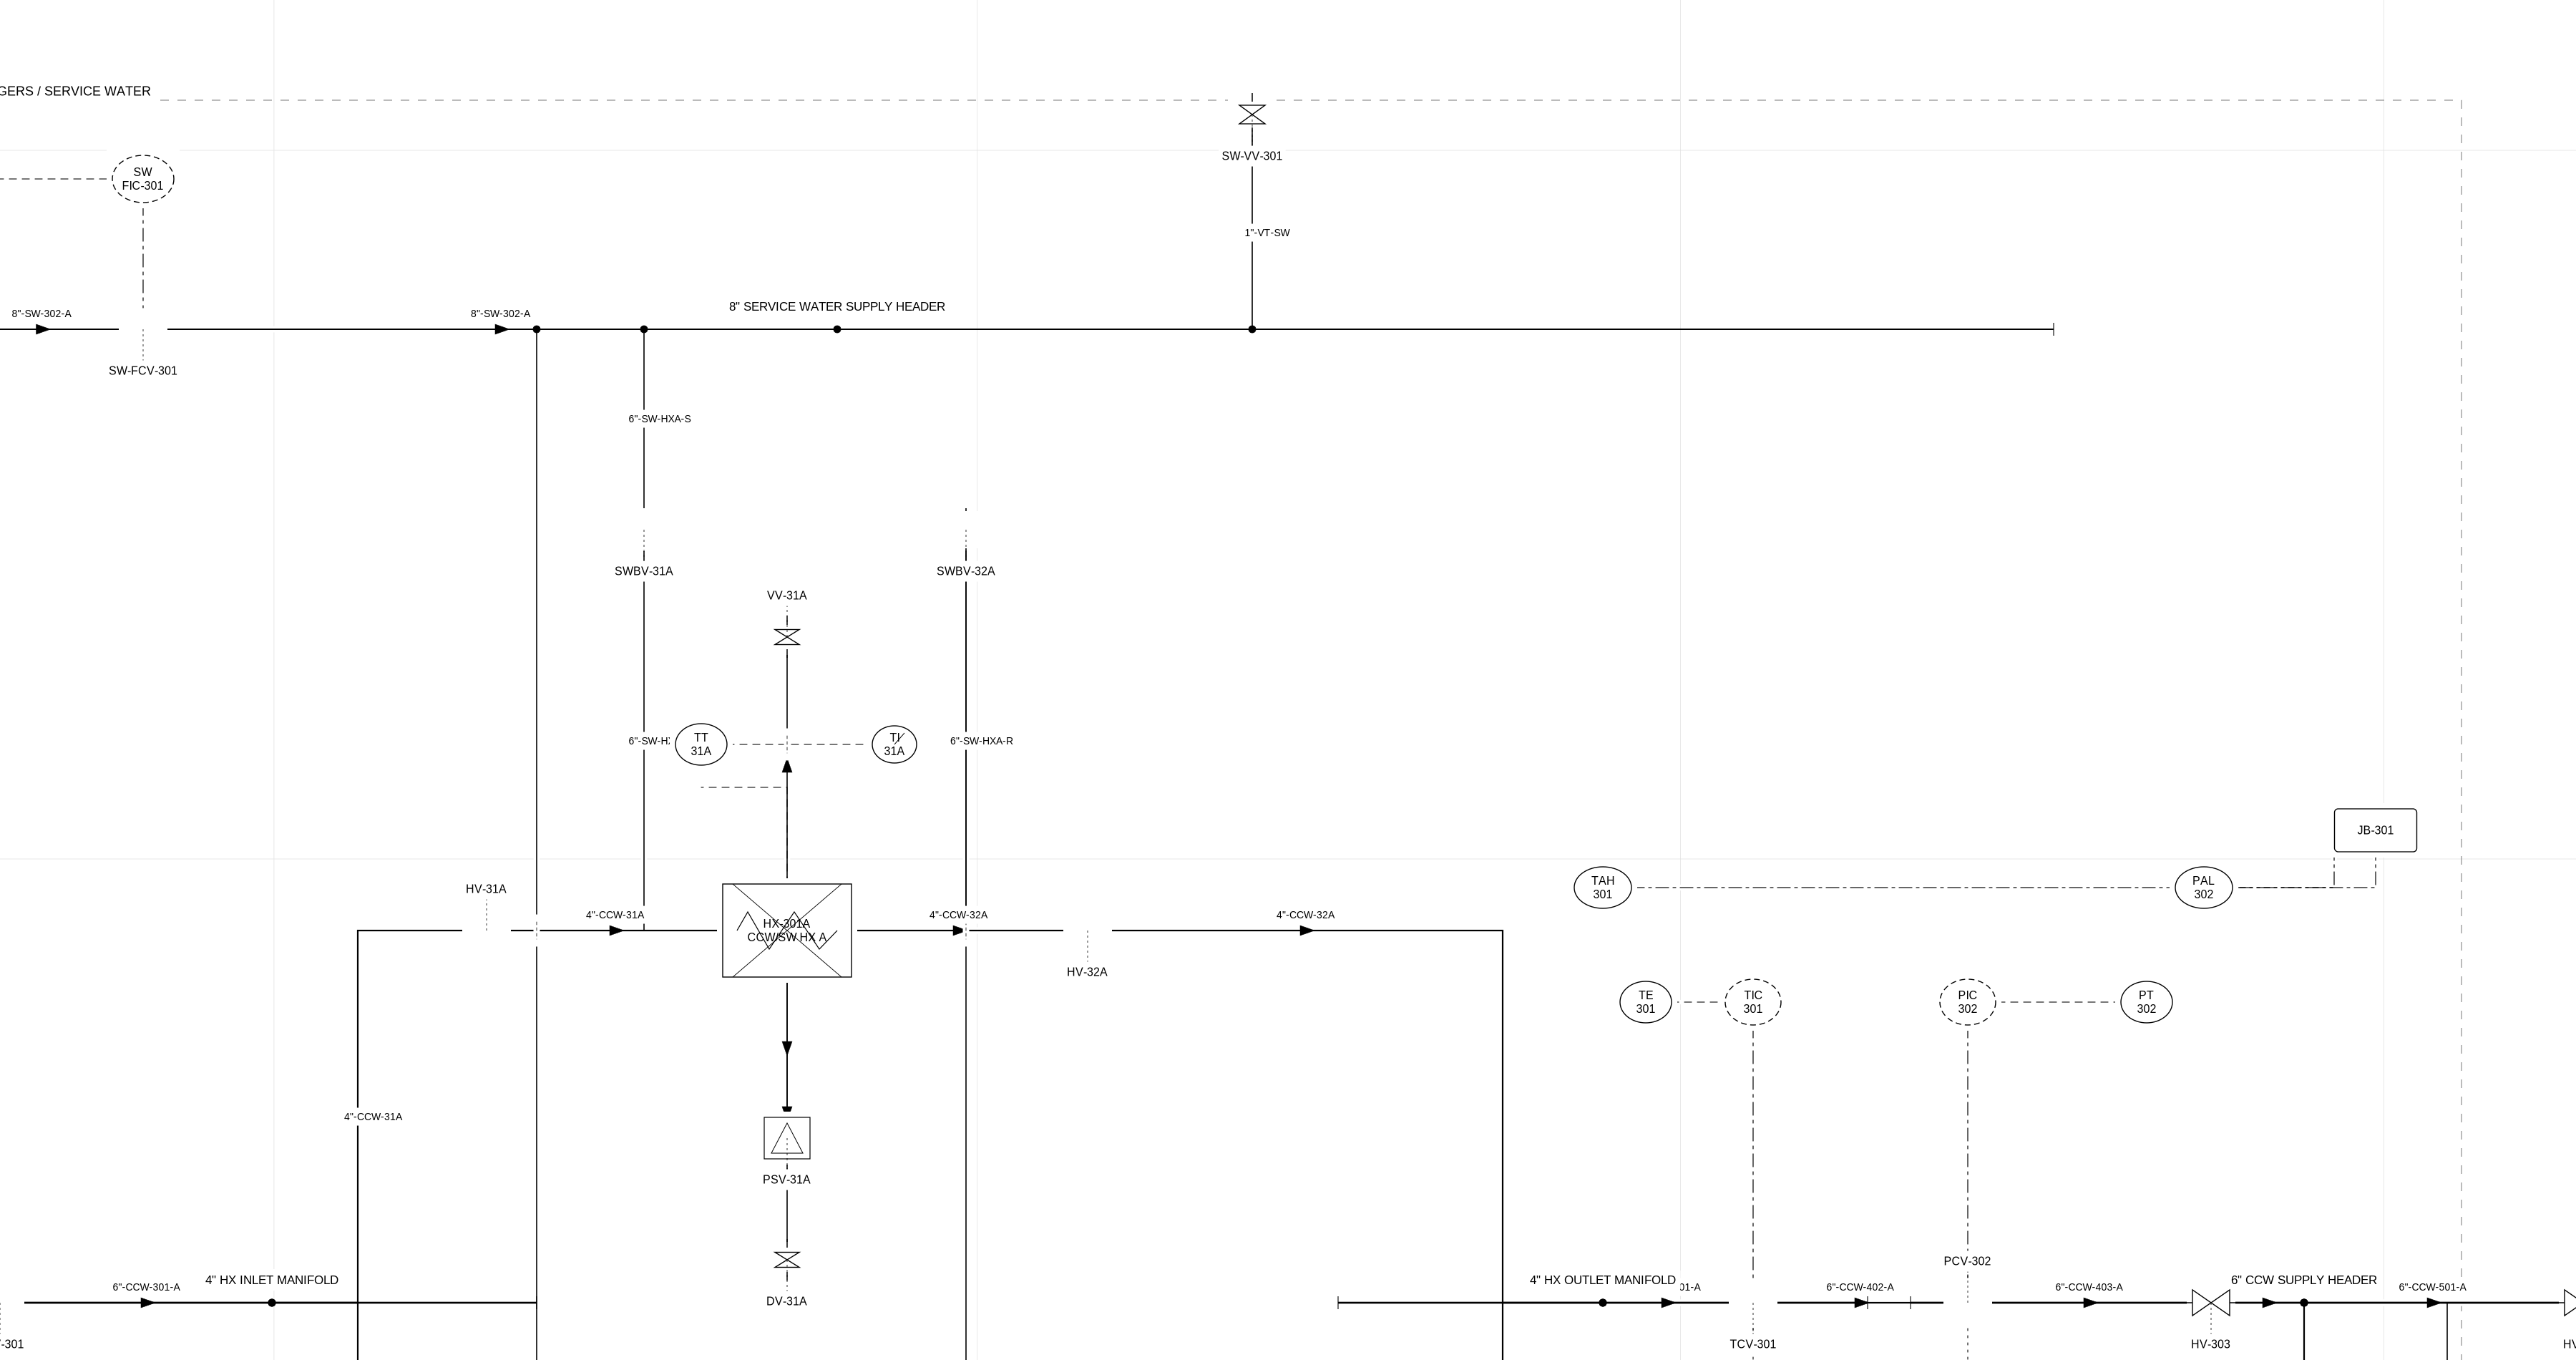 GERS / SERVICE WATER
SW-VV-301
SW
FIC-301
1"-VT-SW
8"-SW-302-A
8"-SW-302-A
8" SERVICE WATER SUPPLY HEADER
SW-FCV-301
6"-SW-HXA-S
SWBV-31A
SWBV-32A
VV-31A
6"-SW-H
TT
31A
TI
31A
6"-SW-HXA-R
JB-301
HV-31A
TAH
301
PAL
302
4"-CCW-31A
HX-301A
CCW/SW HX A
4"-CCW-32A
4"-CCW-32A
HV-32A
TE
301
TIC
301
PIC
302
PT
302
4"-CCW-31A
PSV-31A
PCV-302
6"-CCW-301-A
4" HX INLET MANIFOLD
DV-31A
4" HX OUTLET MANIFOLD
01-A
6"-CCW-402-A
6"-CCW-403-A
6" CCW SUPPLY HEADER
6"-CCW-501-A
-301
TCV-301
HV-303
HV